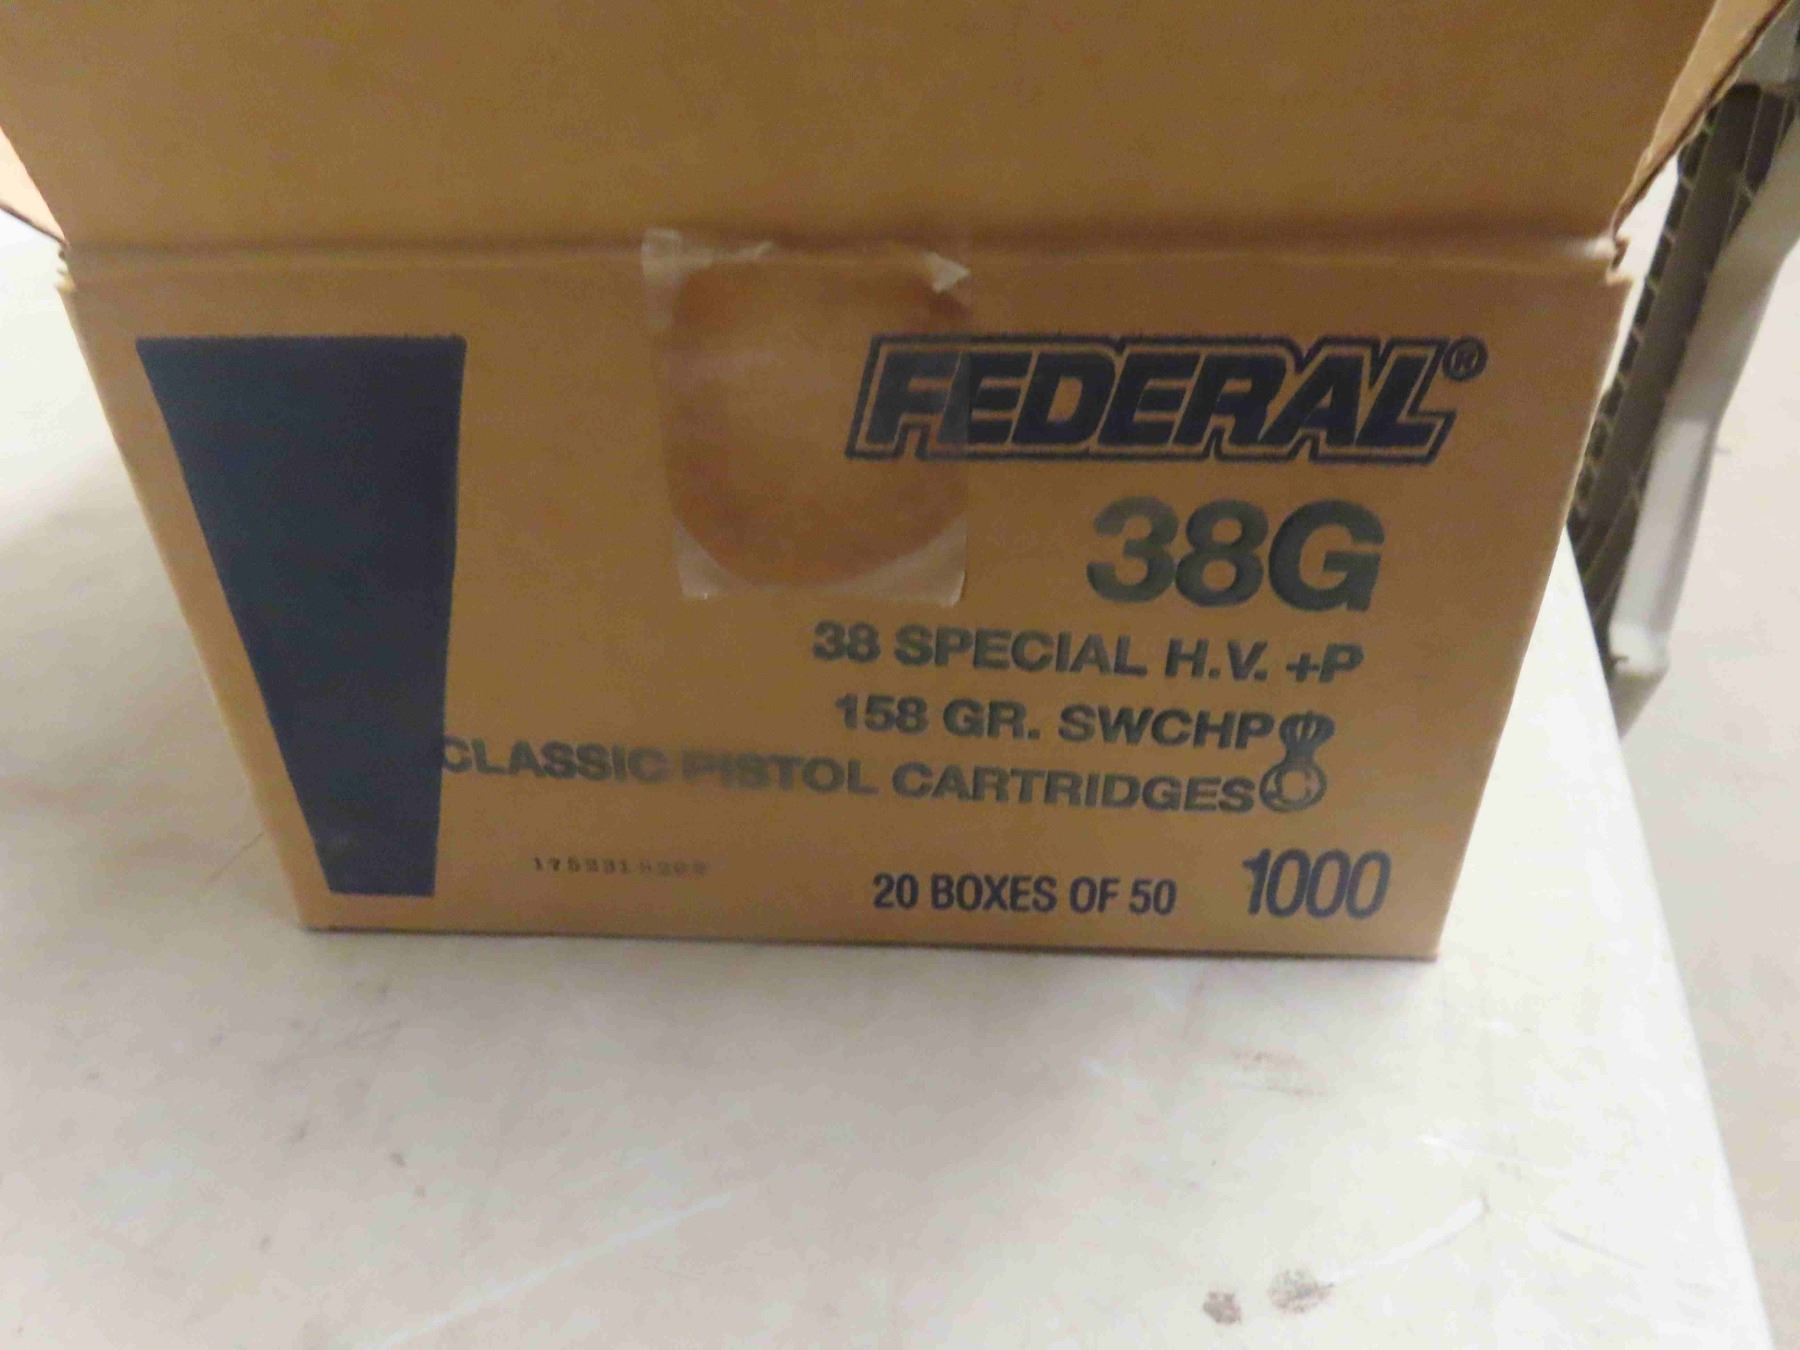 FEDERAL®
38G
38 SPECIAL H.V. +P
158 GR. SWCHP
CLASSIC PISTOL CARTRIDGES
20 BOXES OF 50 1000